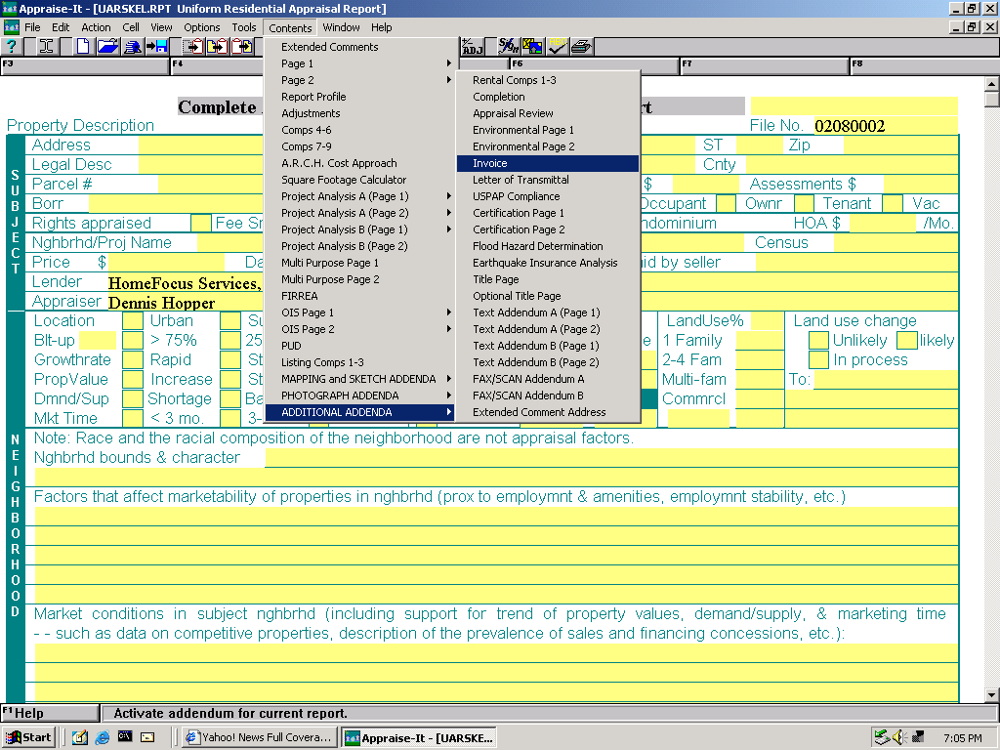 Appraise-It - [UARSKEL.RPT  Uniform Residential Appraisal Report]
File Edit Action Cell View Options Tools Contents Window Help
F3 F4 F6 F7 F8
Extended Comments
Page 1
Page 2
Report Profile
Adjustments
Comps 4-6
Comps 7-9
A.R.C.H. Cost Approach
Square Footage Calculator
Project Analysis A (Page 1)
Project Analysis A (Page 2)
Project Analysis B (Page 1)
Project Analysis B (Page 2)
Multi Purpose Page 1
Multi Purpose Page 2
FIRREA
OIS Page 1
OIS Page 2
PUD
Listing Comps 1-3
MAPPING and SKETCH ADDENDA
PHOTOGRAPH ADDENDA
ADDITIONAL ADDENDA
Rental Comps 1-3
Completion
Appraisal Review
Environmental Page 1
Environmental Page 2
Invoice
Letter of Transmittal
USPAP Compliance
Certification Page 1
Certification Page 2
Flood Hazard Determination
Earthquake Insurance Analysis
Title Page
Optional Title Page
Text Addendum A (Page 1)
Text Addendum A (Page 2)
Text Addendum B (Page 1)
Text Addendum B (Page 2)
FAX/SCAN Addendum A
FAX/SCAN Addendum B
Extended Comment Address
Complete
Property Description File No. 02080002
SUBJECT
Address ST Zip
Legal Desc Cnty
Parcel # $ Assessments $
Borr Occupant Ownr Tenant Vac
Rights appraised Fee HOA $ /Mo.
Nghbrhd/Proj Name Census
Price $ by seller
Lender HomeFocus Services,
Appraiser Dennis Hopper
NEIGHBORHOOD
Location Urban LandUse% Land use change
Blt-up > 75% 1 Family Unlikely likely
Growthrate Rapid 2-4 Fam In process
PropValue Increase Multi-fam To:
Dmnd/Sup Shortage Commrcl
Mkt Time < 3 mo.
Note: Race and the racial composition of the neighborhood are not appraisal factors.
Nghbrhd bounds & character
Factors that affect marketability of properties in nghbrhd (prox to employmnt & amenities, employmnt stability, etc.)
Market conditions in subject nghbrhd (including support for trend of property values, demand/supply, & marketing time
- - such as data on competitive properties, description of the prevalence of sales and financing concessions, etc.):
F1 Help Activate addendum for current report.
Start Yahoo! News Full Covera... Appraise-It - [UARSKE... 7:05 PM